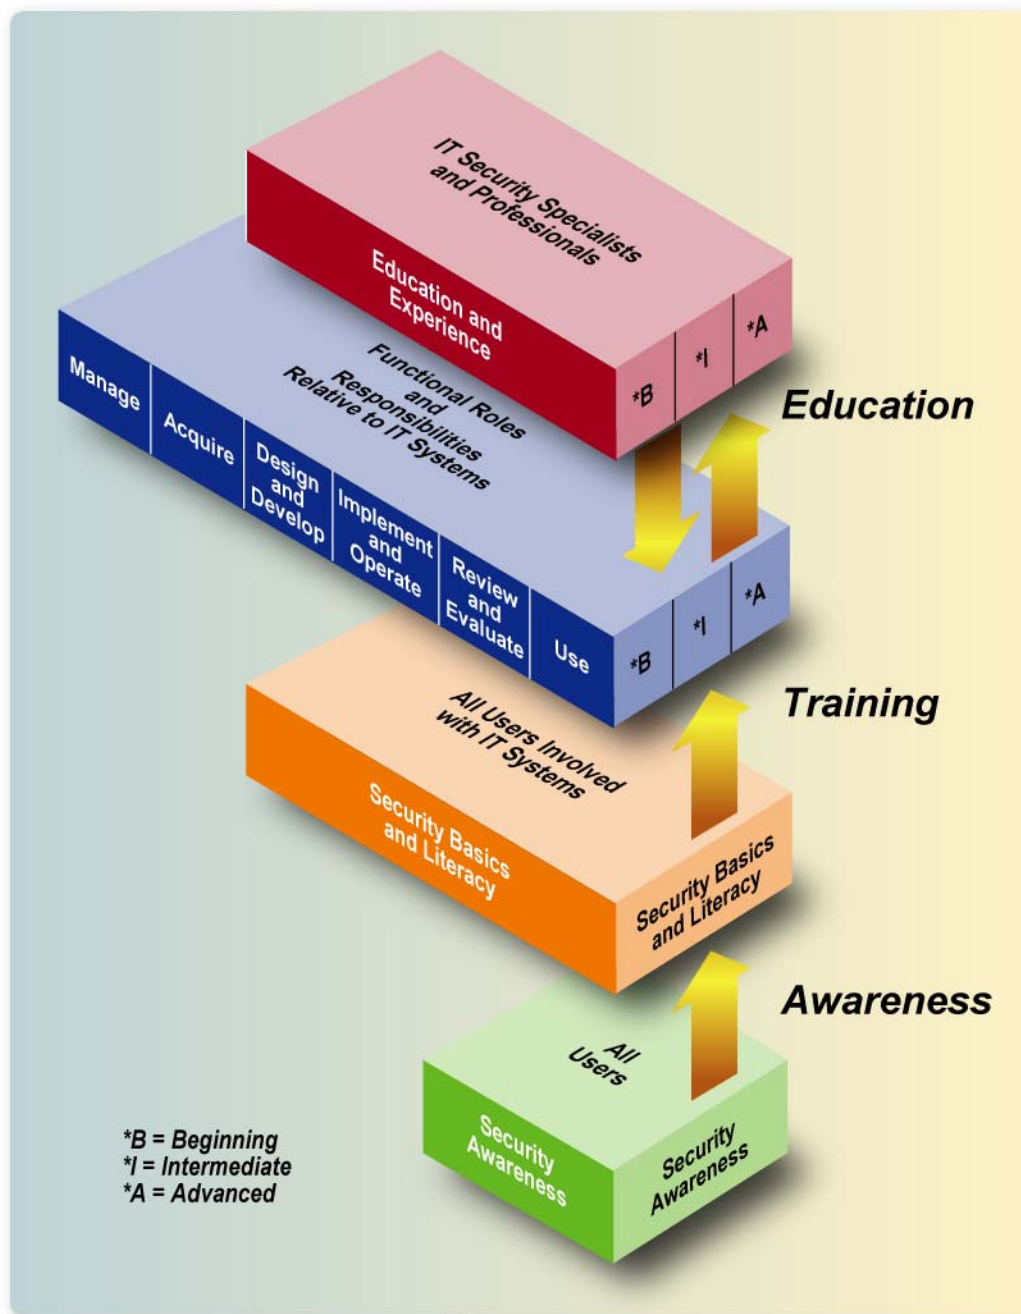 IT Security Specialists
and Professionals
Education and
Experience
*B
*I
*A
Education
Functional Roles
and
Responsibilities
Relative to IT Systems
Manage
Acquire
Design
and
Develop
Implement
and
Operate
Review
and
Evaluate
Use
*B
*I
*A
Training
All Users Involved
with IT Systems
Security Basics
and Literacy
Security Basics
and Literacy
Awareness
All
Users
Security
Awareness
Security
Awareness
*B = Beginning
*I = Intermediate
*A = Advanced